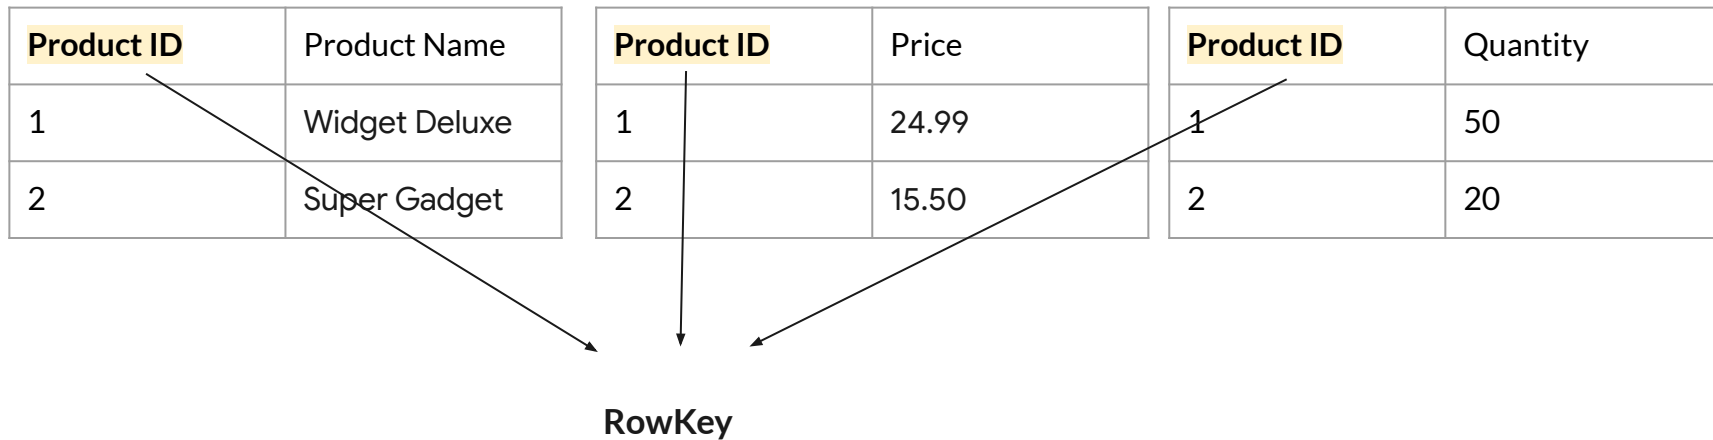 Product ID Product Name Product ID Price Product ID Quantity
1 Widget Deluxe 1 24.99 1 50
2 Super Gadget 2 15.50 2 20
RowKey